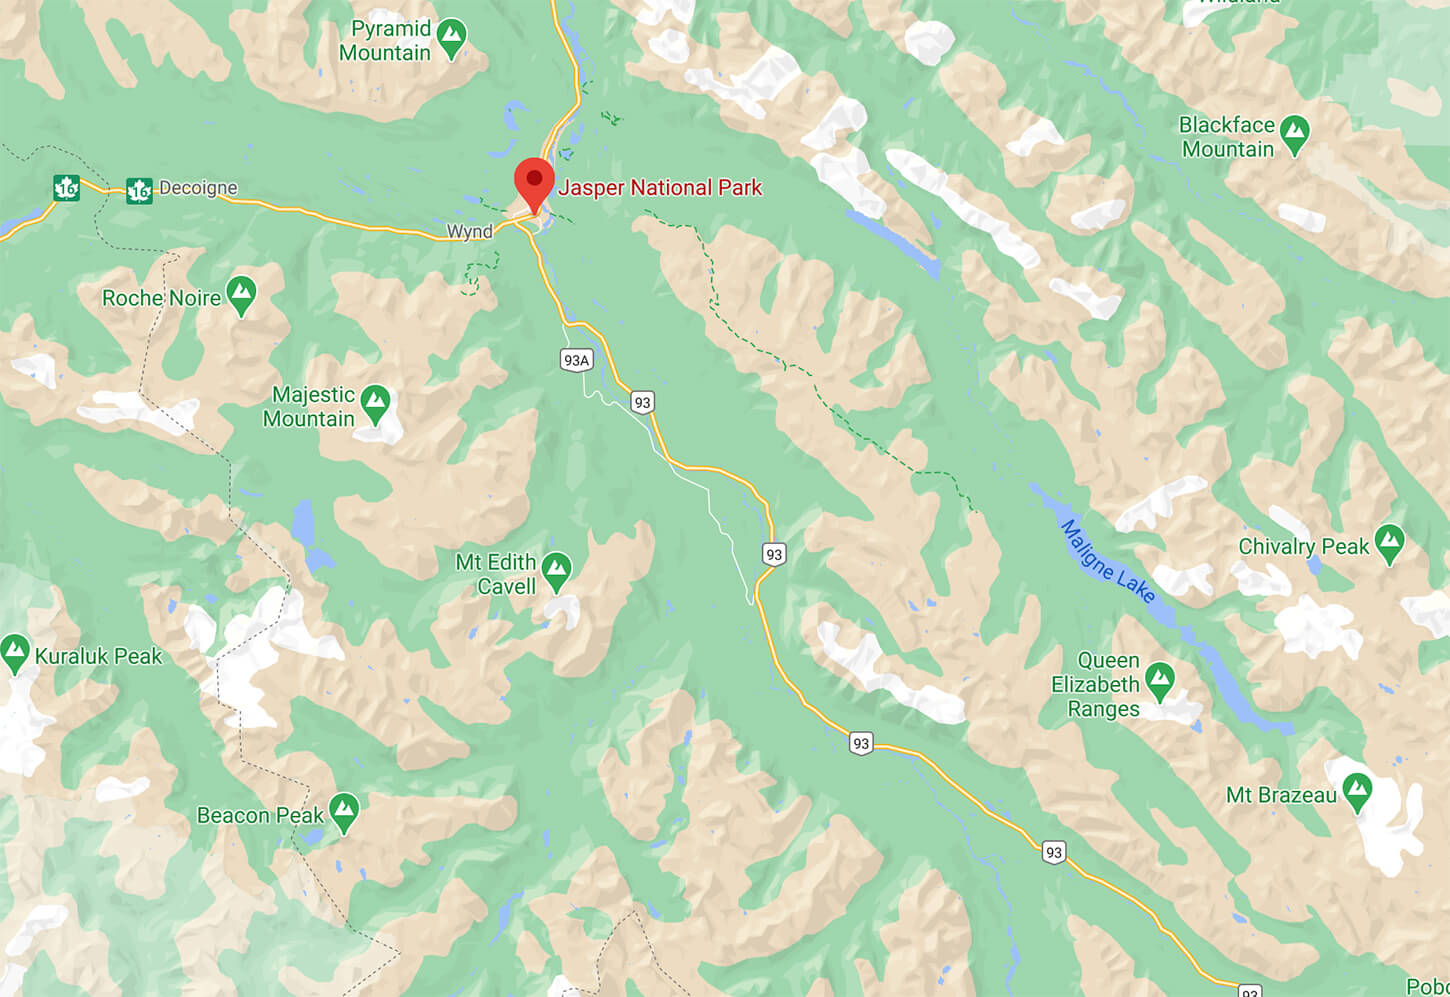 Wildland
Pyramid
Mountain
Blackface
Mountain
16
16
Decoigne
Jasper National Park
Wynd
Roche Noire
93A
Majestic
Mountain
93
Mt Edith
Cavell
93
Maligne Lake
Chivalry Peak
Kuraluk Peak
Queen
Elizabeth
Ranges
93
Beacon Peak
Mt Brazeau
93
93